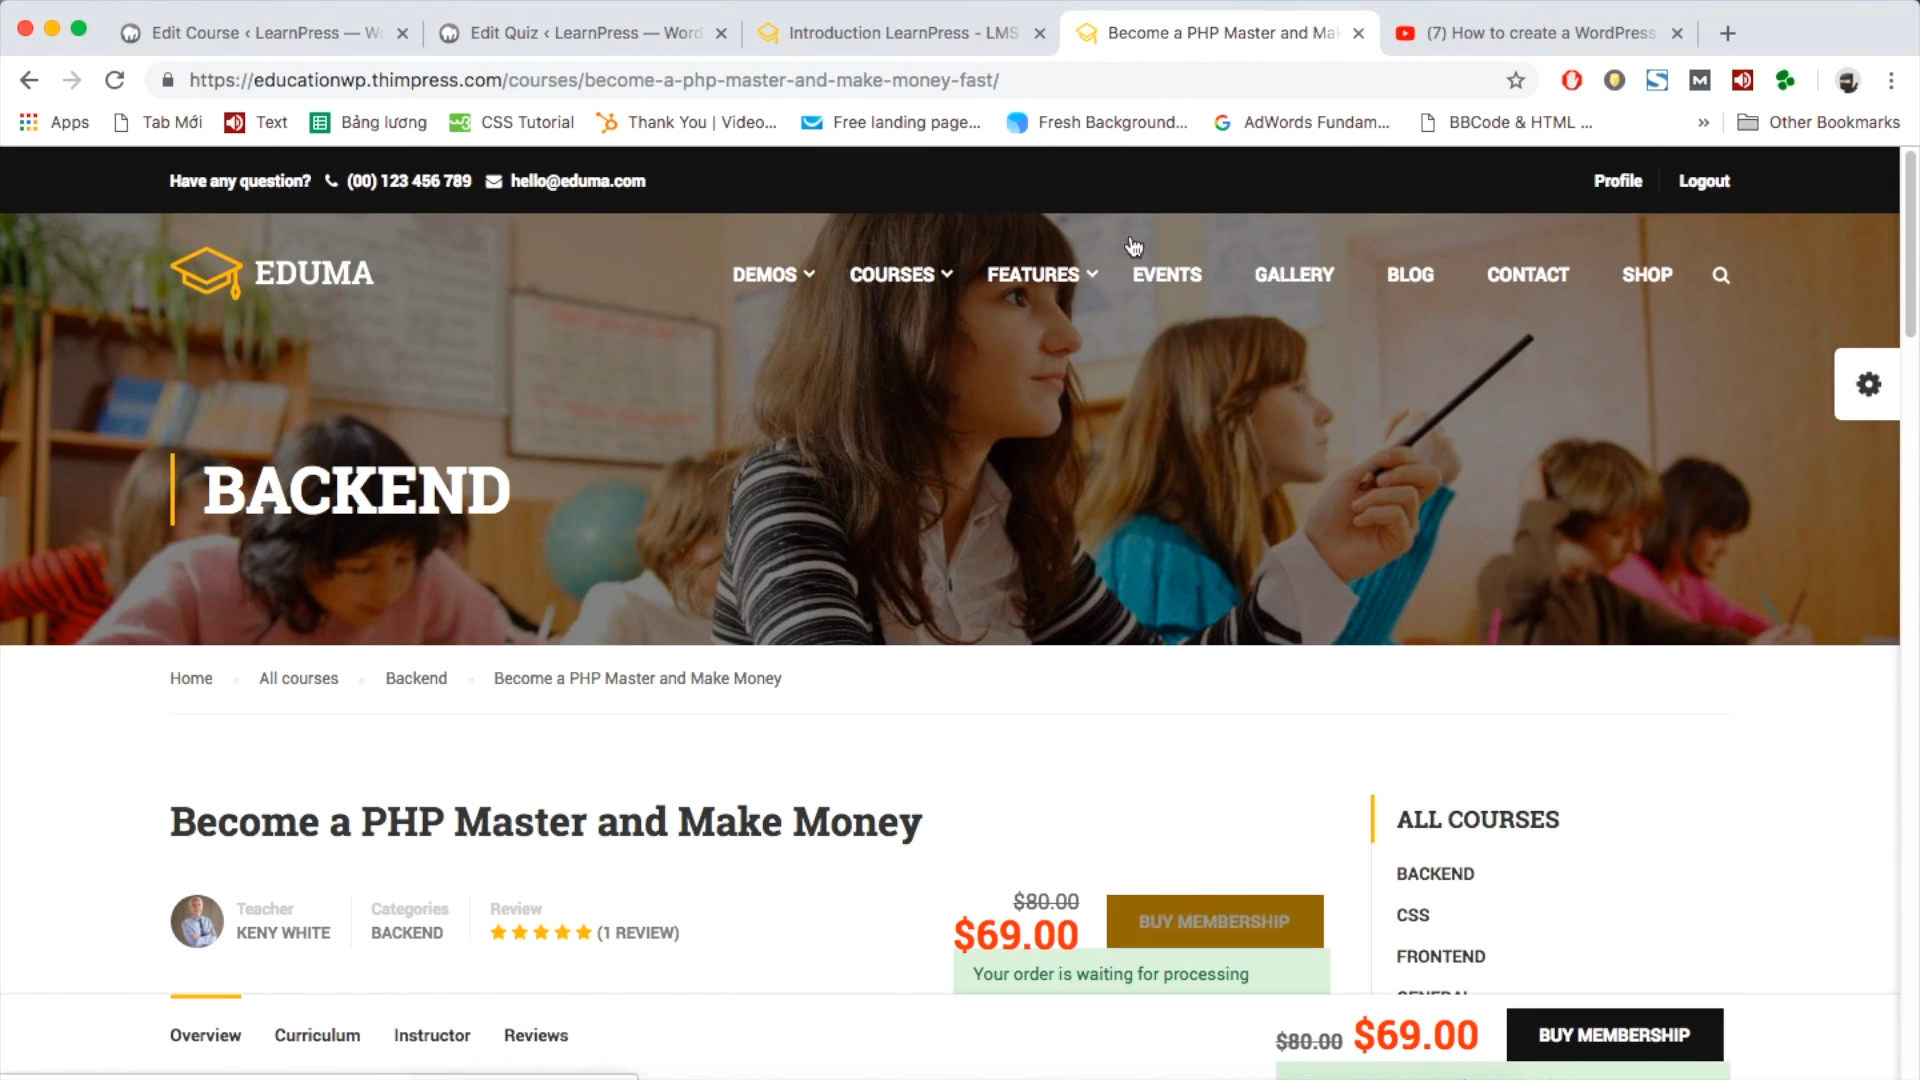 Edit Course ‹ LearnPress — Wo
Edit Quiz ‹ LearnPress — Word
Introduction LearnPress - LMS
Become a PHP Master and Ma
(7) How to create a WordPress
https://educationwp.thimpress.com/courses/become-a-php-master-and-make-money-fast/
Apps
Tab Mới
Text
Bảng lương
CSS Tutorial
Thank You | Video...
Free landing page...
Fresh Background...
AdWords Fundam...
BBCode & HTML ...
»
Other Bookmarks
Have any question? (00) 123 456 789 hello@eduma.com
Profile
Logout
EDUMA
DEMOS
COURSES
FEATURES
EVENTS
GALLERY
BLOG
CONTACT
SHOP
BACKEND
Home
All courses
Backend
Become a PHP Master and Make Money
Become a PHP Master and Make Money
Teacher
KENY WHITE
Categories
BACKEND
Review
(1 REVIEW)
$80.00
$69.00
BUY MEMBERSHIP
Your order is waiting for processing
ALL COURSES
BACKEND
CSS
FRONTEND
Overview
Curriculum
Instructor
Reviews
$80.00 $69.00
BUY MEMBERSHIP